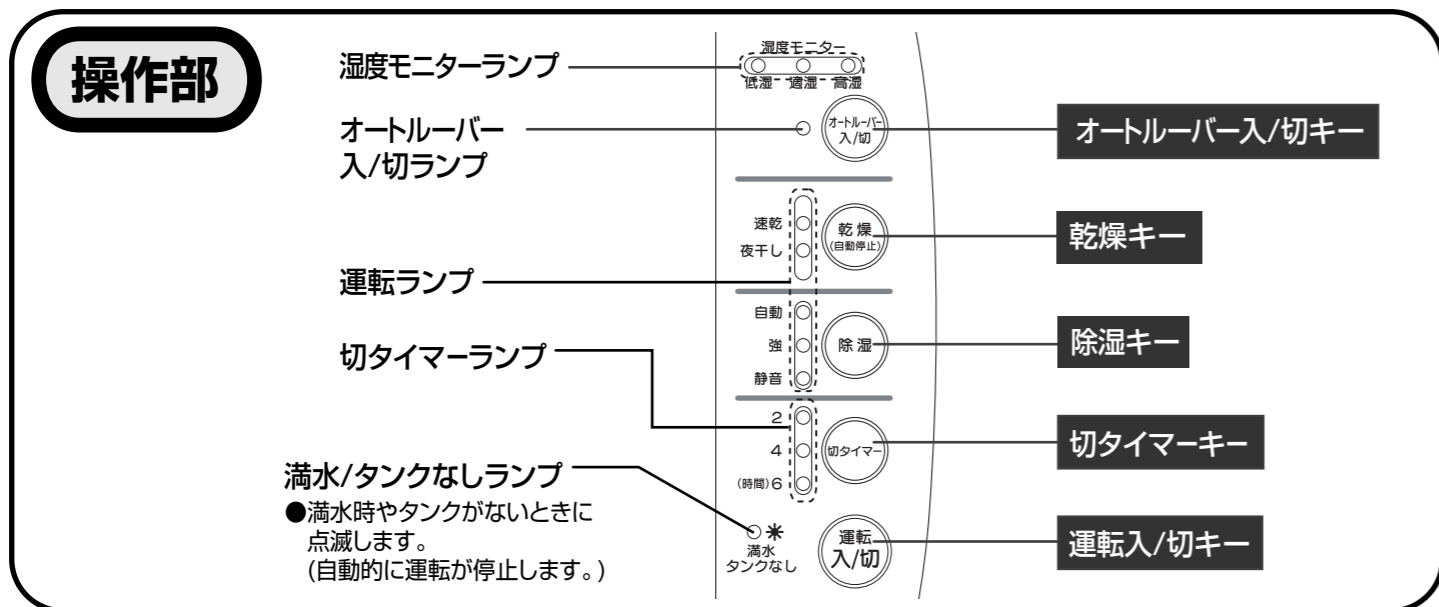 操作部
湿度モニターランプ
オートルーバー
入/切ランプ
運転ランプ
切タイマーランプ
満水/タンクなしランプ
●満水時やタンクがないときに
点滅します。
(自動的に運転が停止します。)
湿度モニター
低湿 適湿 高湿
オートルーバー
入/切
速乾
夜干し
乾燥
(自動停止)
自動
強
静音
除湿
2
4
(時間)6
切タイマー
満水
タンクなし
運転
入/切
オートルーバー入/切キー
乾燥キー
除湿キー
切タイマーキー
運転入/切キー